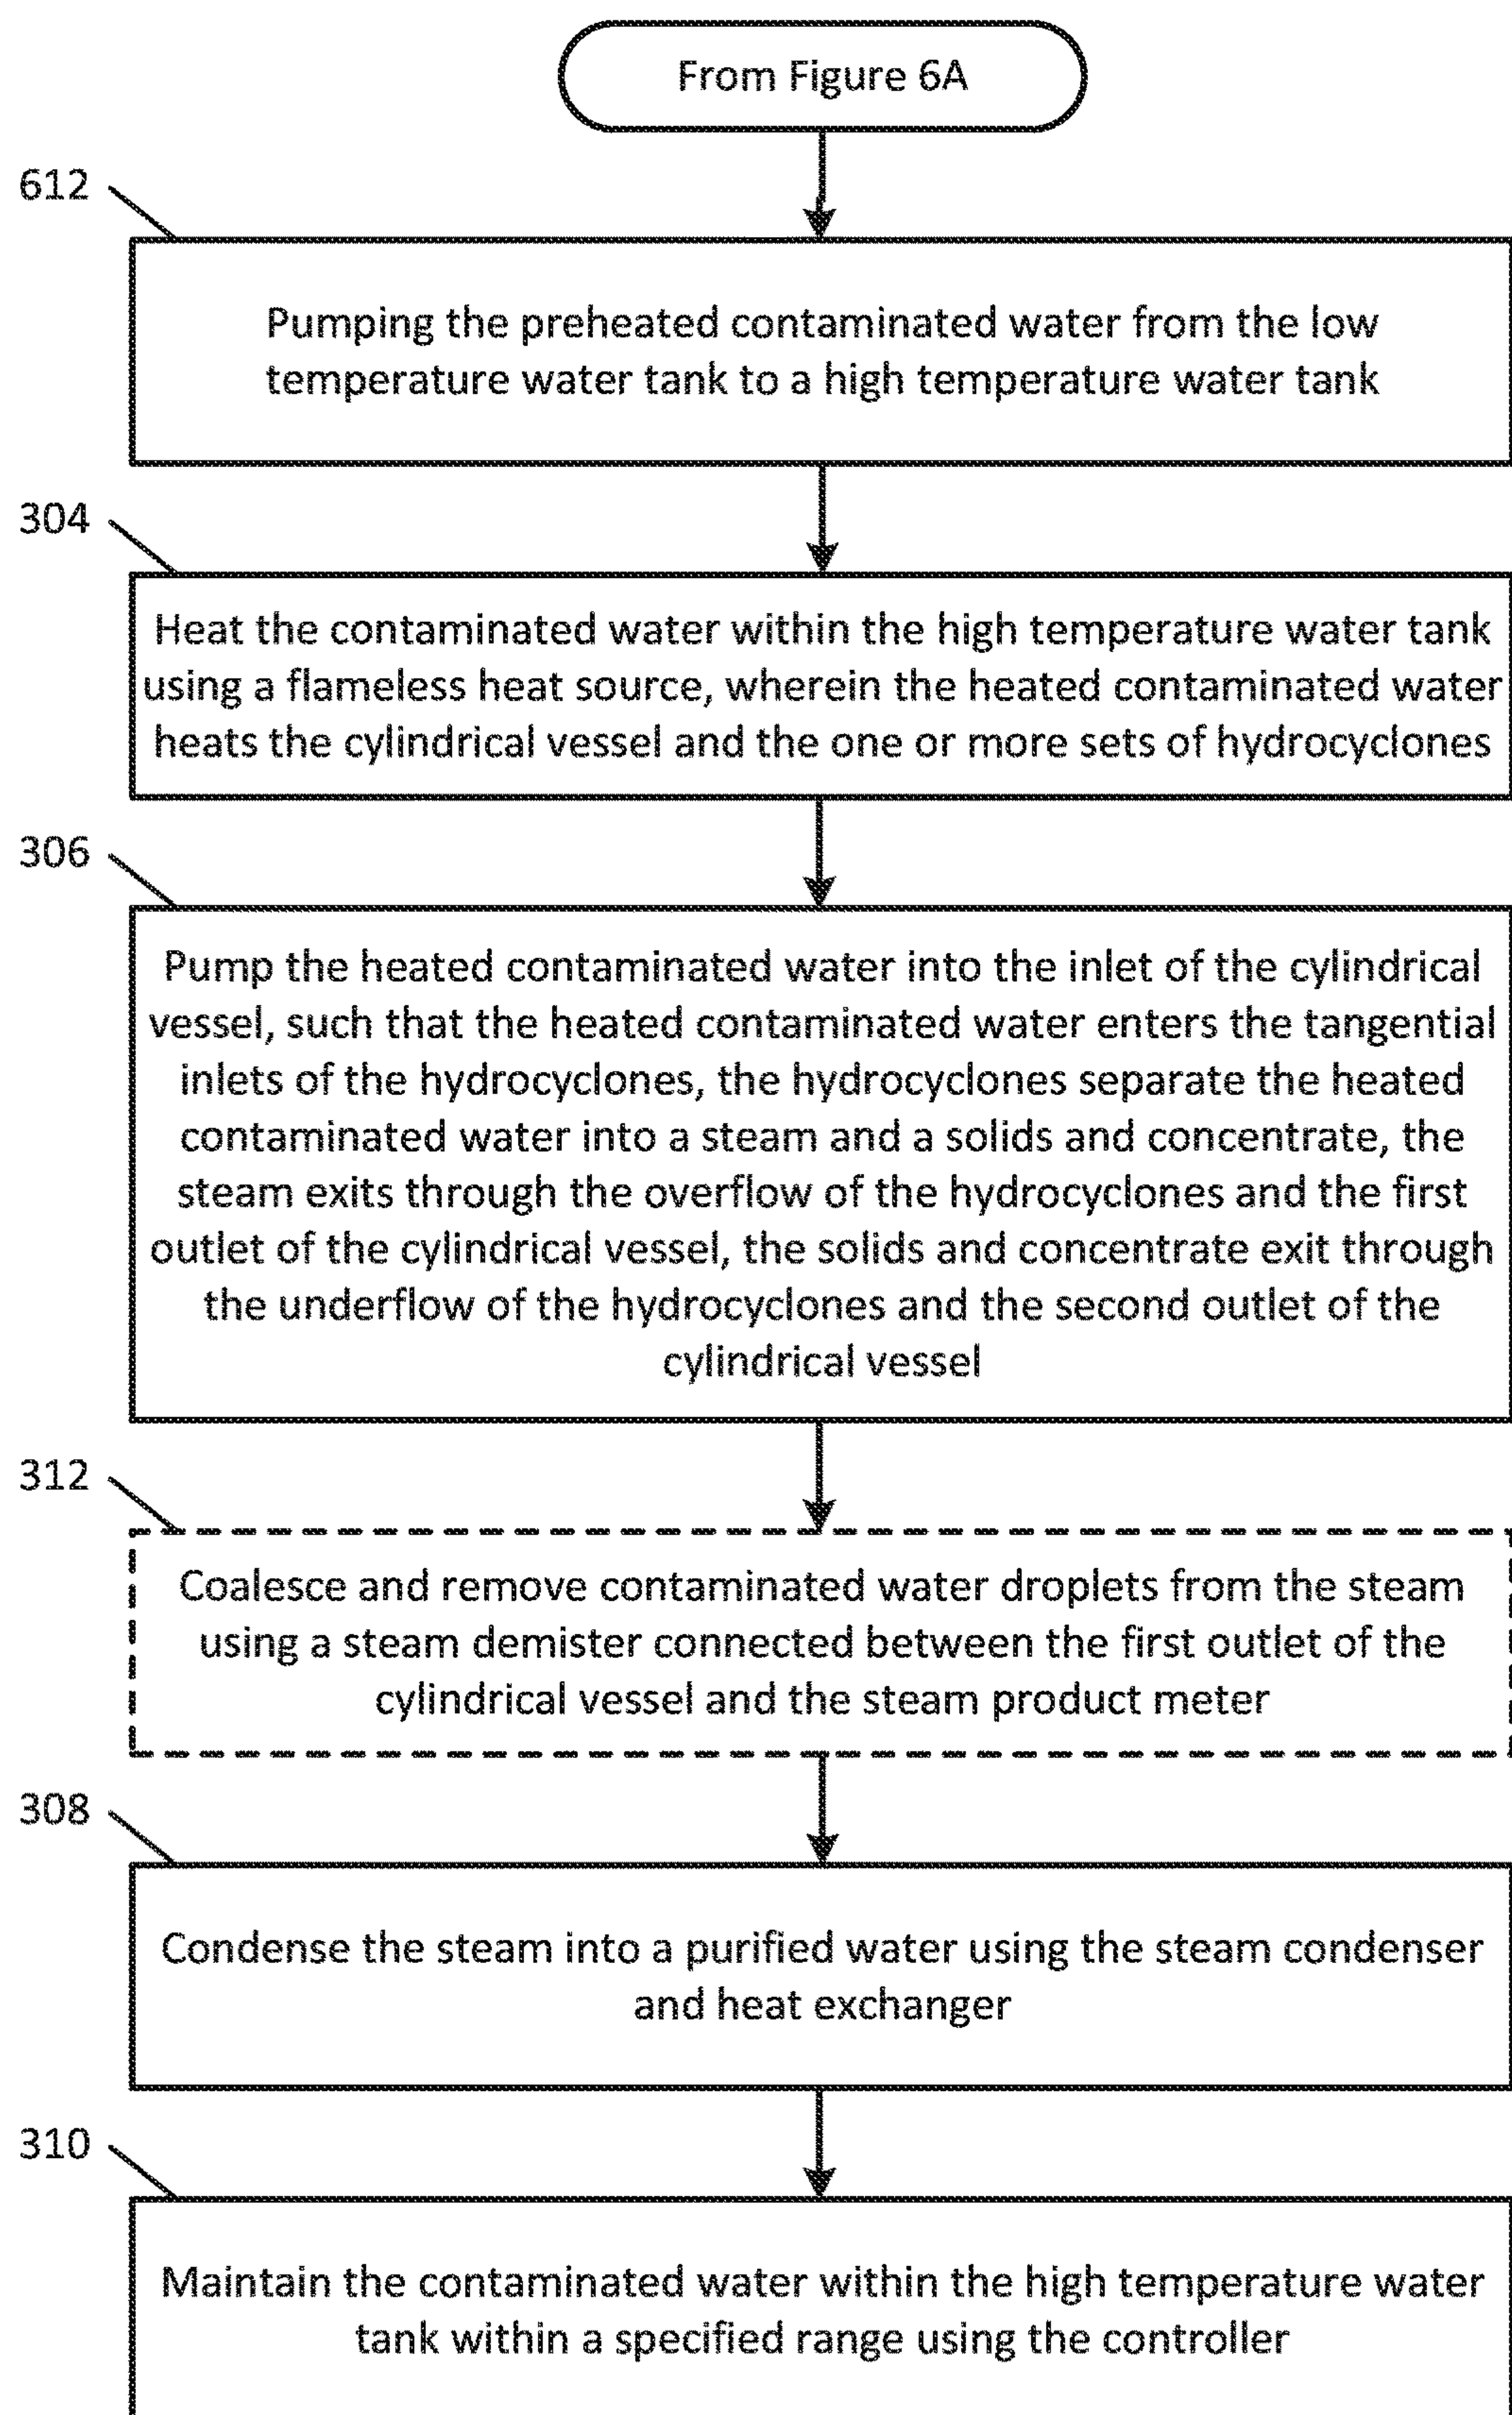 From Figure 6A
612
Pumping the preheated contaminated water from the low
temperature water tank to a high temperature water tank
304
Heat the contaminated water within the high temperature water tank
using a flameless heat source, wherein the heated contaminated water
heats the cylindrical vessel and the one or more sets of hydrocyclones
306
Pump the heated contaminated water into the inlet of the cylindrical
vessel, such that the heated contaminated water enters the tangential
inlets of the hydrocyclones, the hydrocyclones separate the heated
contaminated water into a steam and a solids and concentrate, the
steam exits through the overflow of the hydrocyclones and the first
outlet of the cylindrical vessel, the solids and concentrate exit through
the underflow of the hydrocyclones and the second outlet of the
cylindrical vessel
312
Coalesce and remove contaminated water droplets from the steam
using a steam demister connected between the first outlet of the
cylindrical vessel and the steam product meter
308
Condense the steam into a purified water using the steam condenser
and heat exchanger
310
Maintain the contaminated water within the high temperature water
tank within a specified range using the controller